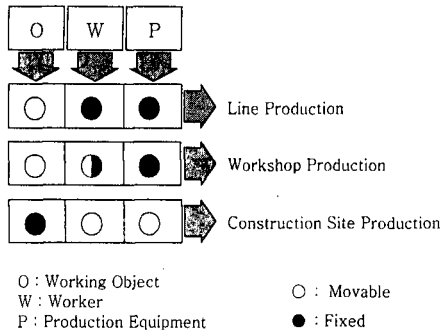 O W P
Line Production
Workshop Production
Construction Site Production
O : Working Object
W : Worker
P : Production Equipment
○ : Movable
● : Fixed